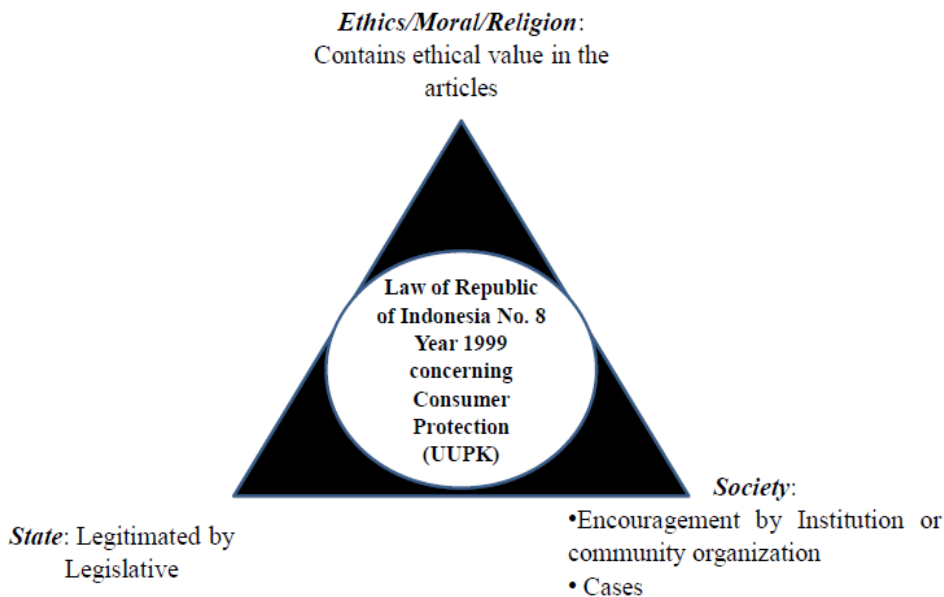 Ethics/Moral/Religion:
Contains ethical value in the
articles
Law of Republic
of Indonesia No. 8
Year 1999
concerning
Consumer
Protection
(UUPK)
State: Legitimated by
Legislative
Society:
•Encouragement by Institution or
community organization
• Cases